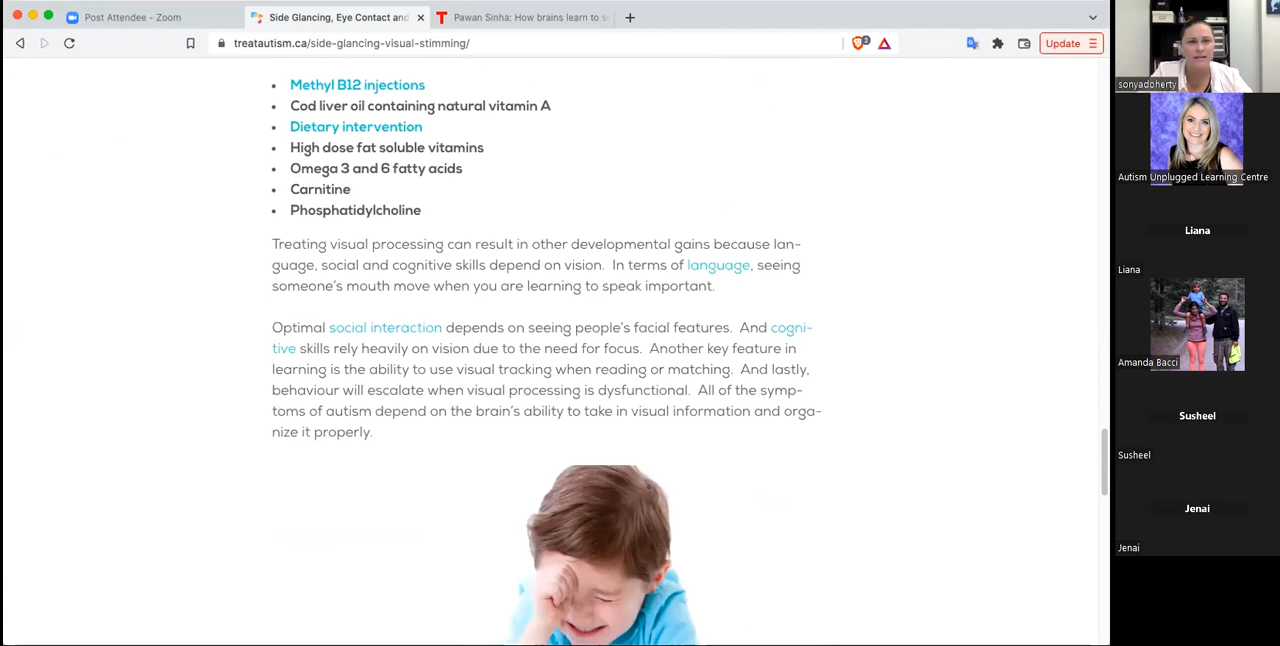 Post Attendee - Zoom
Side Glancing, Eye Contact and
Pawan Sinha: How brains learn to s
treatautism.ca/side-glancing-visual-stimming/
2
Update
Methyl B12 injections
Cod liver oil containing natural vitamin A
Dietary intervention
High dose fat soluble vitamins
Omega 3 and 6 fatty acids
Carnitine
Phosphatidylcholine
Treating visual processing can result in other developmental gains because lan-
guage, social and cognitive skills depend on vision. In terms of language, seeing
someone's mouth move when you are learning to speak important.
Optimal social interaction depends on seeing people's facial features. And cogni-
tive skills rely heavily on vision due to the need for focus. Another key feature in
learning is the ability to use visual tracking when reading or matching. And lastly,
behaviour will escalate when visual processing is dysfunctional. All of the symp-
toms of autism depend on the brain's ability to take in visual information and orga-
nize it properly.
sonyadoherty
Autism Unplugged Learning Centre
Liana
Liana
Amanda Bacci
Susheel
Susheel
Jenai
Jenai